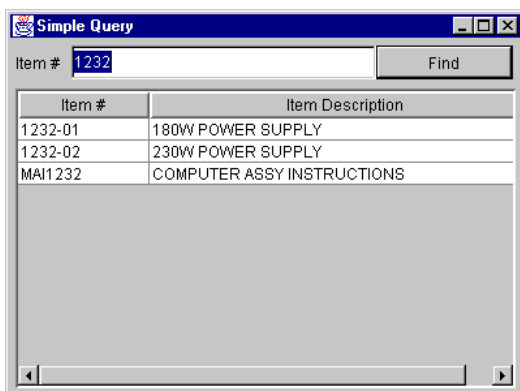 Simple Query
Item # 1232 Find
Item # Item Description
1232-01 180W POWER SUPPLY
1232-02 230W POWER SUPPLY
MAI1232 COMPUTER ASSY INSTRUCTIONS